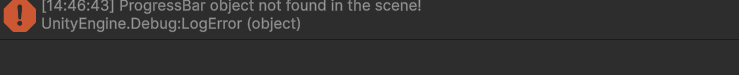 [14:46:43] ProgressBar object not found in the scene!
UnityEngine.Debug:LogError (object)